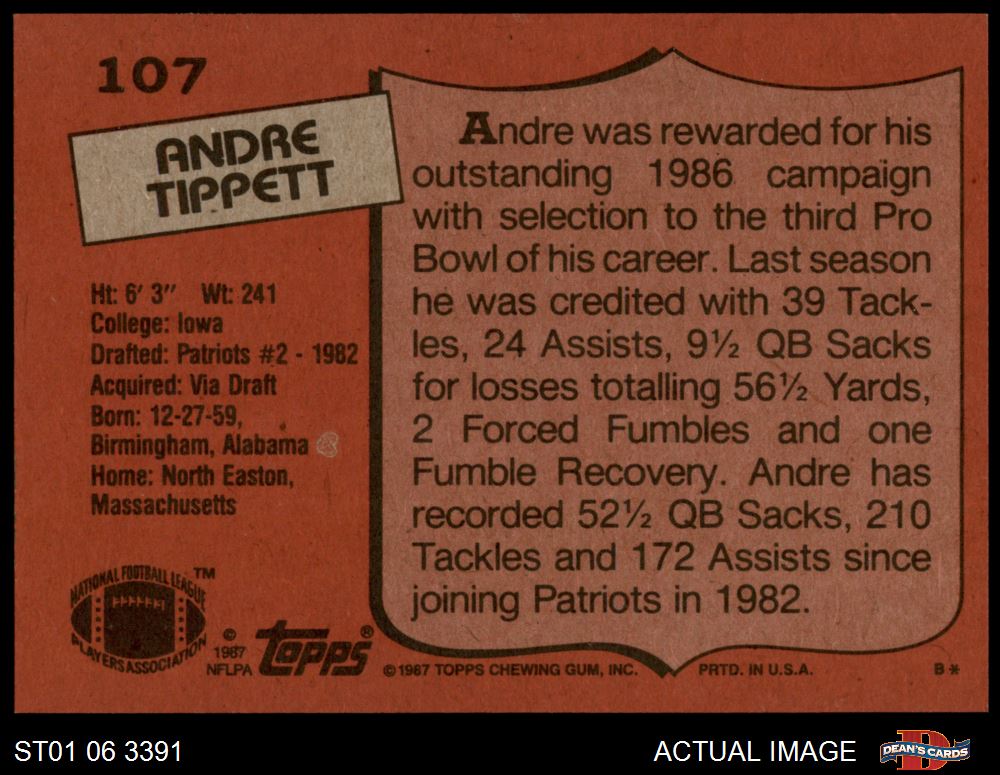 107
ANDRE
TIPPETT
Ht: 6' 3" Wt: 241
College: Iowa
Drafted: Patriots #2 - 1982
Acquired: Via Draft
Born: 12-27-59,
Birmingham, Alabama
Home: North Easton,
Massachusetts
Andre was rewarded for his
outstanding 1986 campaign
with selection to the third Pro
Bowl of his career. Last season
he was credited with 39 Tack-
les, 24 Assists, 9½ QB Sacks
for losses totalling 56½ Yards,
2 Forced Fumbles and one
Fumble Recovery. Andre has
recorded 52½ QB Sacks, 210
Tackles and 172 Assists since
joining Patriots in 1982.
NATIONAL FOOTBALL LEAGUE ™
PLAYERS ASSOCIATION
©
1987
NFLPA
topps®
©1987 TOPPS CHEWING GUM, INC. PRTD. IN U.S.A. B*
ST01 06 3391
ACTUAL IMAGE
D
DEAN'S CARDS